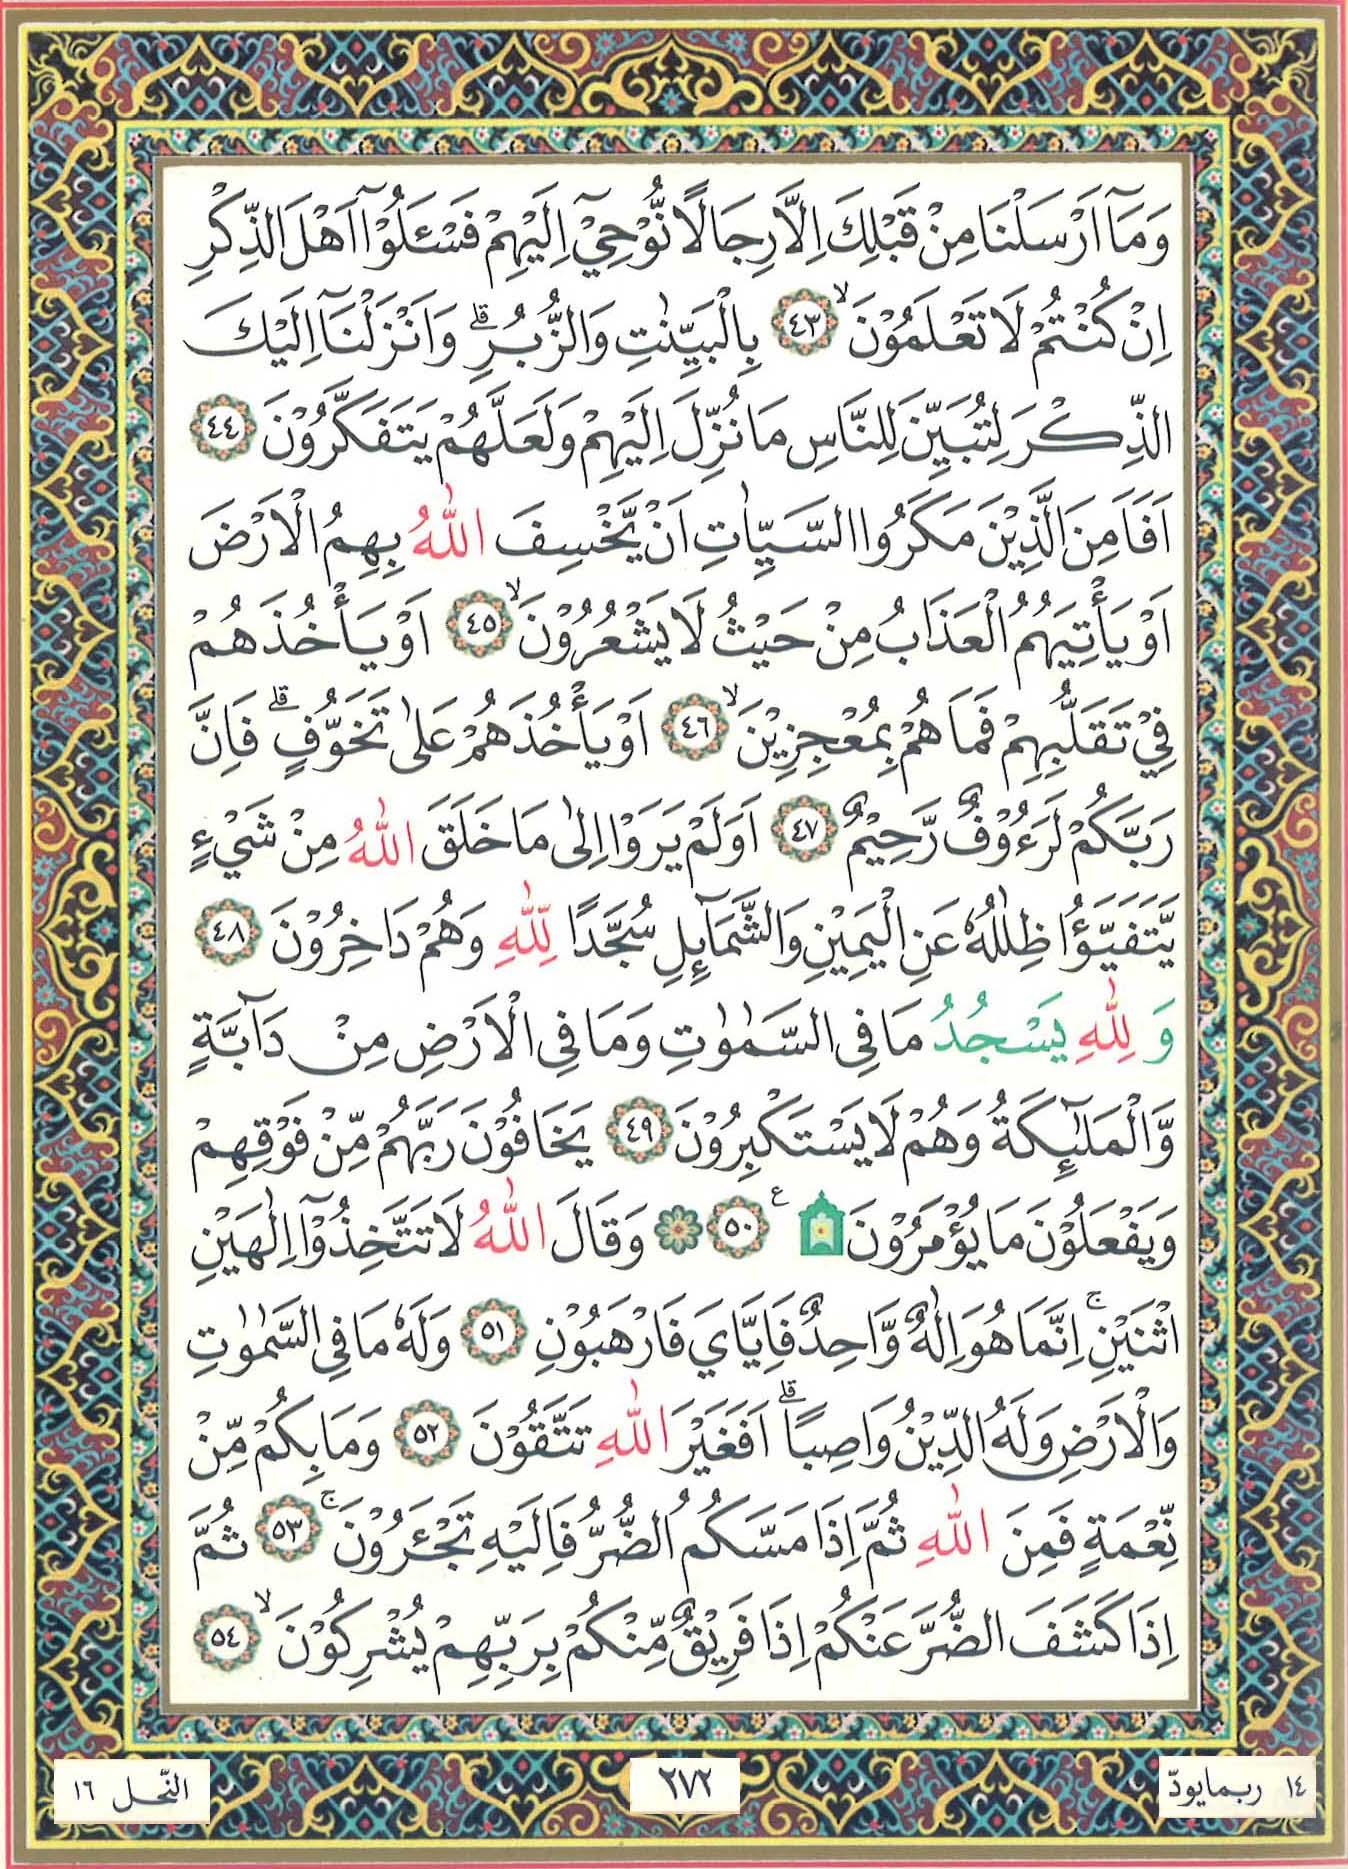 وَمَآ اَرْسَلْنَا مِنْ قَبْلِكَ اِلَّا رِجَالًا نُّوْحِيْٓ اِلَيْهِمْ فَسْـَٔلُوْٓا اَهْلَ الذِّكْرِ
اِنْ كُنْتُمْ لَا تَعْلَمُوْنَ ۙ ٤٣ بِالْبَيِّنٰتِ وَالزُّبُرِ ۗ وَاَنْزَلْنَآ اِلَيْكَ
الذِّكْرَ لِتُبَيِّنَ لِلنَّاسِ مَا نُزِّلَ اِلَيْهِمْ وَلَعَلَّهُمْ يَتَفَكَّرُوْنَ ٤٤
اَفَاَمِنَ الَّذِيْنَ مَكَرُوا السَّيِّاٰتِ اَنْ يَّخْسِفَ اللّٰهُ بِهِمُ الْاَرْضَ
اَوْ يَأْتِيَهُمُ الْعَذَابُ مِنْ حَيْثُ لَا يَشْعُرُوْنَ ۙ ٤٥ اَوْ يَأْخُذَهُمْ
فِيْ تَقَلُّبِهِمْ فَمَا هُمْ بِمُعْجِزِيْنَ ۙ ٤٦ اَوْ يَأْخُذَهُمْ عَلٰى تَخَوُّفٍ ۗ فَاِنَّ
رَبَّكُمْ لَرَءُوْفٌ رَّحِيْمٌ ٤٧ اَوَلَمْ يَرَوْا اِلٰى مَا خَلَقَ اللّٰهُ مِنْ شَيْءٍ
يَّتَفَيَّؤُا ظِلٰلُهٗ عَنِ الْيَمِيْنِ وَالشَّمَآىِٕلِ سُجَّدًا لِّلّٰهِ وَهُمْ دَاخِرُوْنَ ٤٨
وَلِلّٰهِ يَسْجُدُ مَا فِى السَّمٰوٰتِ وَمَا فِى الْاَرْضِ مِنْ دَآبَّةٍ
وَّالْمَلٰۤىِٕكَةُ وَهُمْ لَا يَسْتَكْبِرُوْنَ ٤٩ يَخَافُوْنَ رَبَّهُمْ مِّنْ فَوْقِهِمْ
وَيَفْعَلُوْنَ مَا يُؤْمَرُوْنَ ۩ ع ٥٠ وَقَالَ اللّٰهُ لَا تَتَّخِذُوْٓا اِلٰهَيْنِ
اثْنَيْنِ ۚ اِنَّمَا هُوَ اِلٰهٌ وَّاحِدٌ فَاِيَّايَ فَارْهَبُوْنِ ٥١ وَلَهٗ مَا فِى السَّمٰوٰتِ
وَالْاَرْضِ وَلَهُ الدِّيْنُ وَاصِبًا ۗ اَفَغَيْرَ اللّٰهِ تَتَّقُوْنَ ٥٢ وَمَا بِكُمْ مِّنْ
نِّعْمَةٍ فَمِنَ اللّٰهِ ثُمَّ اِذَا مَسَّكُمُ الضُّرُّ فَاِلَيْهِ تَجْـَٔرُوْنَ ۚ ٥٣ ثُمَّ
اِذَا كَشَفَ الضُّرَّ عَنْكُمْ اِذَا فَرِيْقٌ مِّنْكُمْ بِرَبِّهِمْ يُشْرِكُوْنَ ۙ ٥٤
١٤ ربمايودّ
٢٧٢
النّحل ١٦